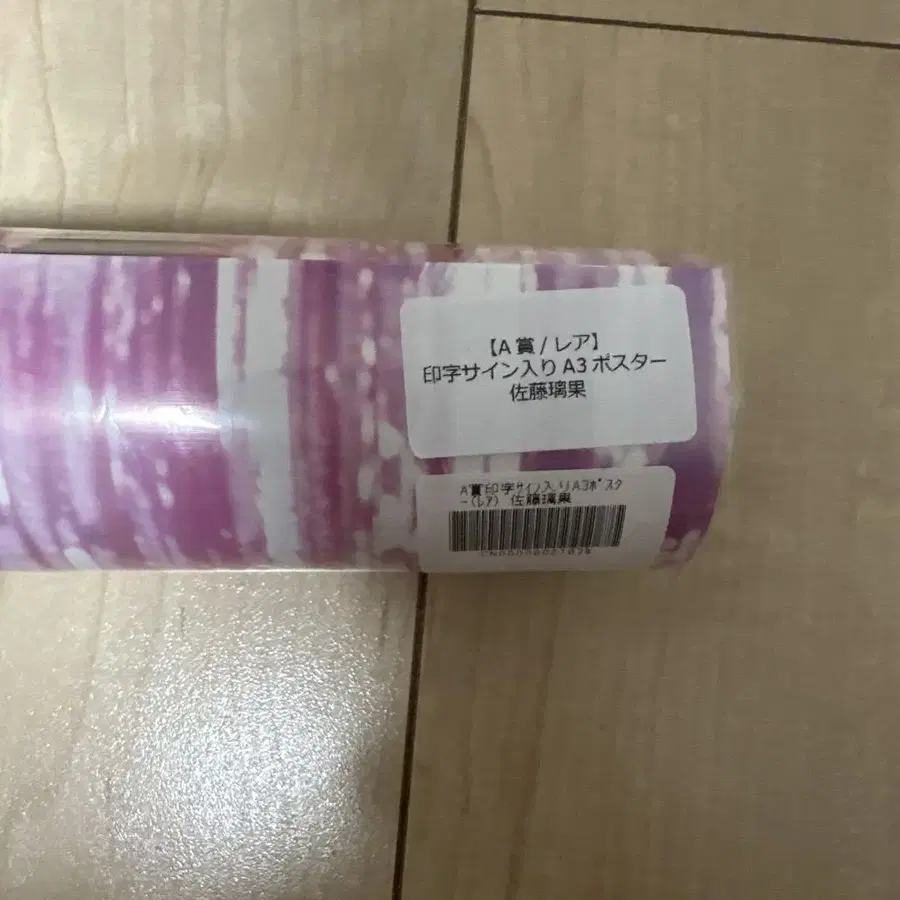 【A賞/レア】
印字サイン入りA3ポスター
佐藤璃果
A賞印字ｻｲﾝ入りA3ﾎﾟｽﾀ
-(ﾚｱ) 佐藤璃果